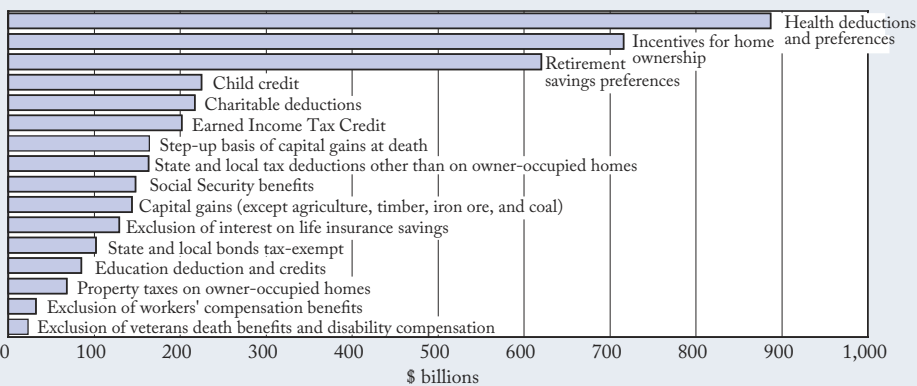 Health deductions
and preferences
Incentives for home
ownership
Retirement
savings preferences
Child credit
Charitable deductions
Earned Income Tax Credit
Step-up basis of capital gains at death
State and local tax deductions other than on owner-occupied homes
Social Security benefits
Capital gains (except agriculture, timber, iron ore, and coal)
Exclusion of interest on life insurance savings
State and local bonds tax-exempt
Education deduction and credits
Property taxes on owner-occupied homes
Exclusion of workers' compensation benefits
Exclusion of veterans death benefits and disability compensation
0 100 200 300 400 500 600 700 800 900 1,000
$ billions